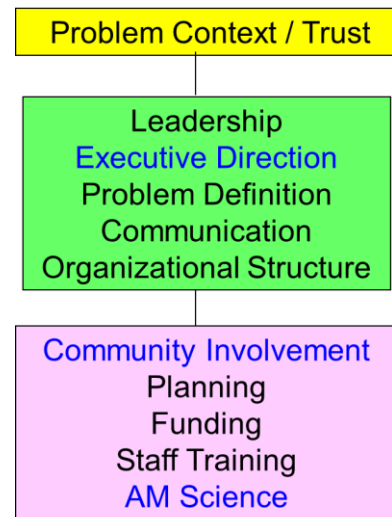 Problem Context / Trust
Leadership
Executive Direction
Problem Definition
Communication
Organizational Structure
Community Involvement
Planning
Funding
Staff Training
AM Science